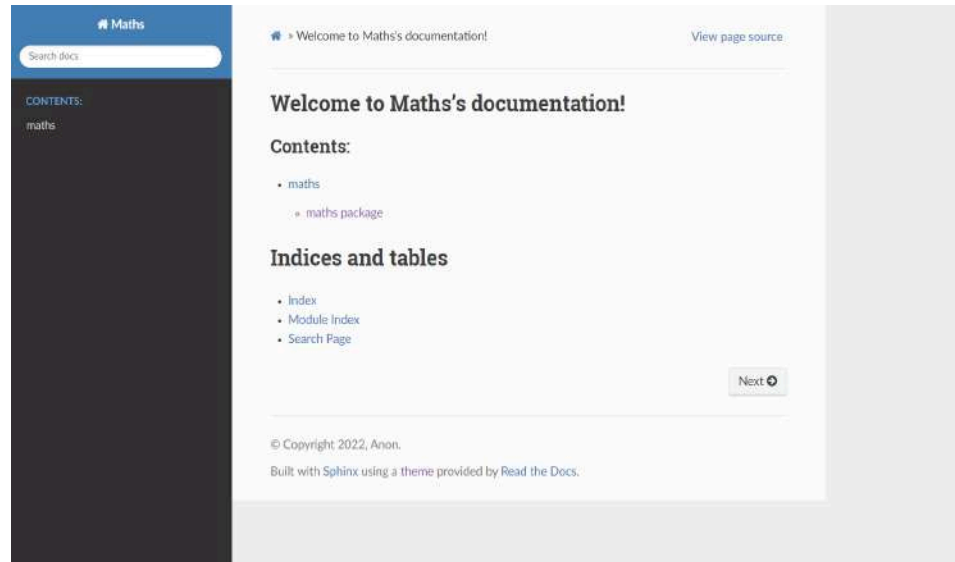 Maths
Search docs
CONTENTS:
maths
» Welcome to Maths's documentation!
View page source
Welcome to Maths's documentation!
Contents:
• maths
◦ maths package
Indices and tables
• Index
• Module Index
• Search Page
Next
© Copyright 2022, Anon.
Built with Sphinx using a theme provided by Read the Docs.